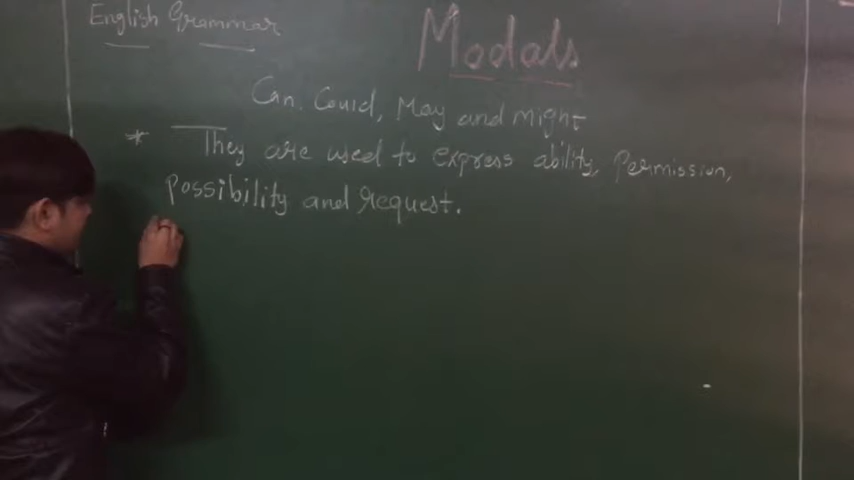 English Grammar
Modals
Can, Could, May and might
* They are used to express ability, Permission,
Possibility and request.